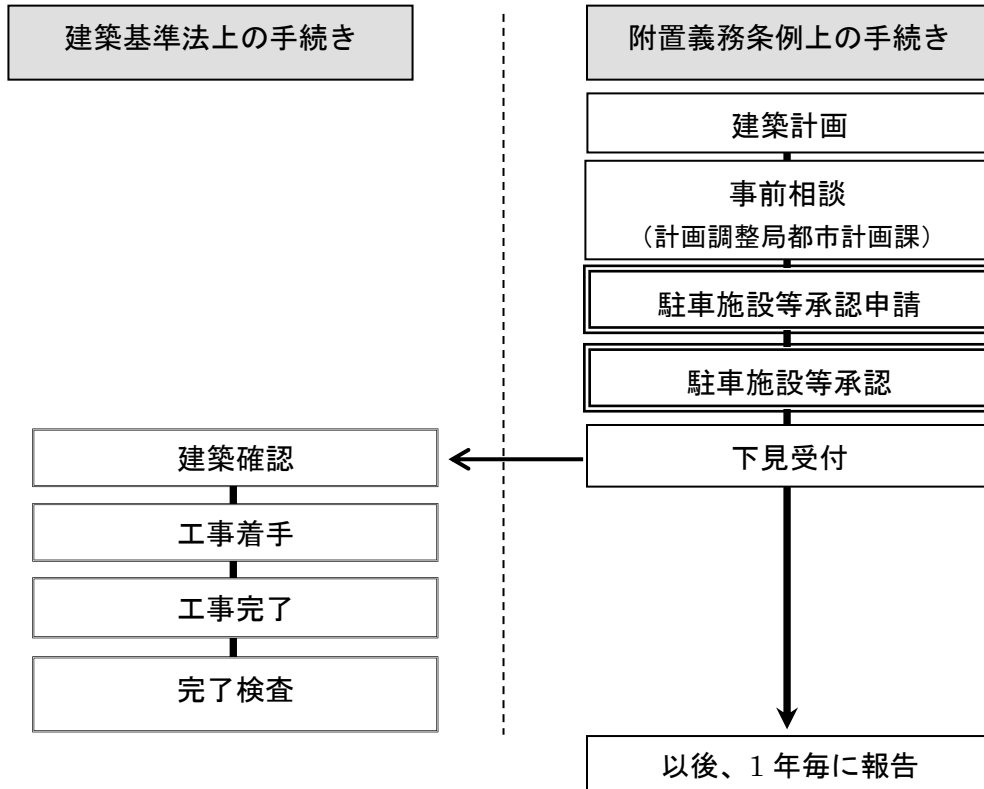 建築基準法上の手続き
附置義務条例上の手続き
建築計画
事前相談
（計画調整局都市計画課）
駐車施設等承認申請
駐車施設等承認
下見受付
建築確認
工事着手
工事完了
完了検査
以後、1年毎に報告